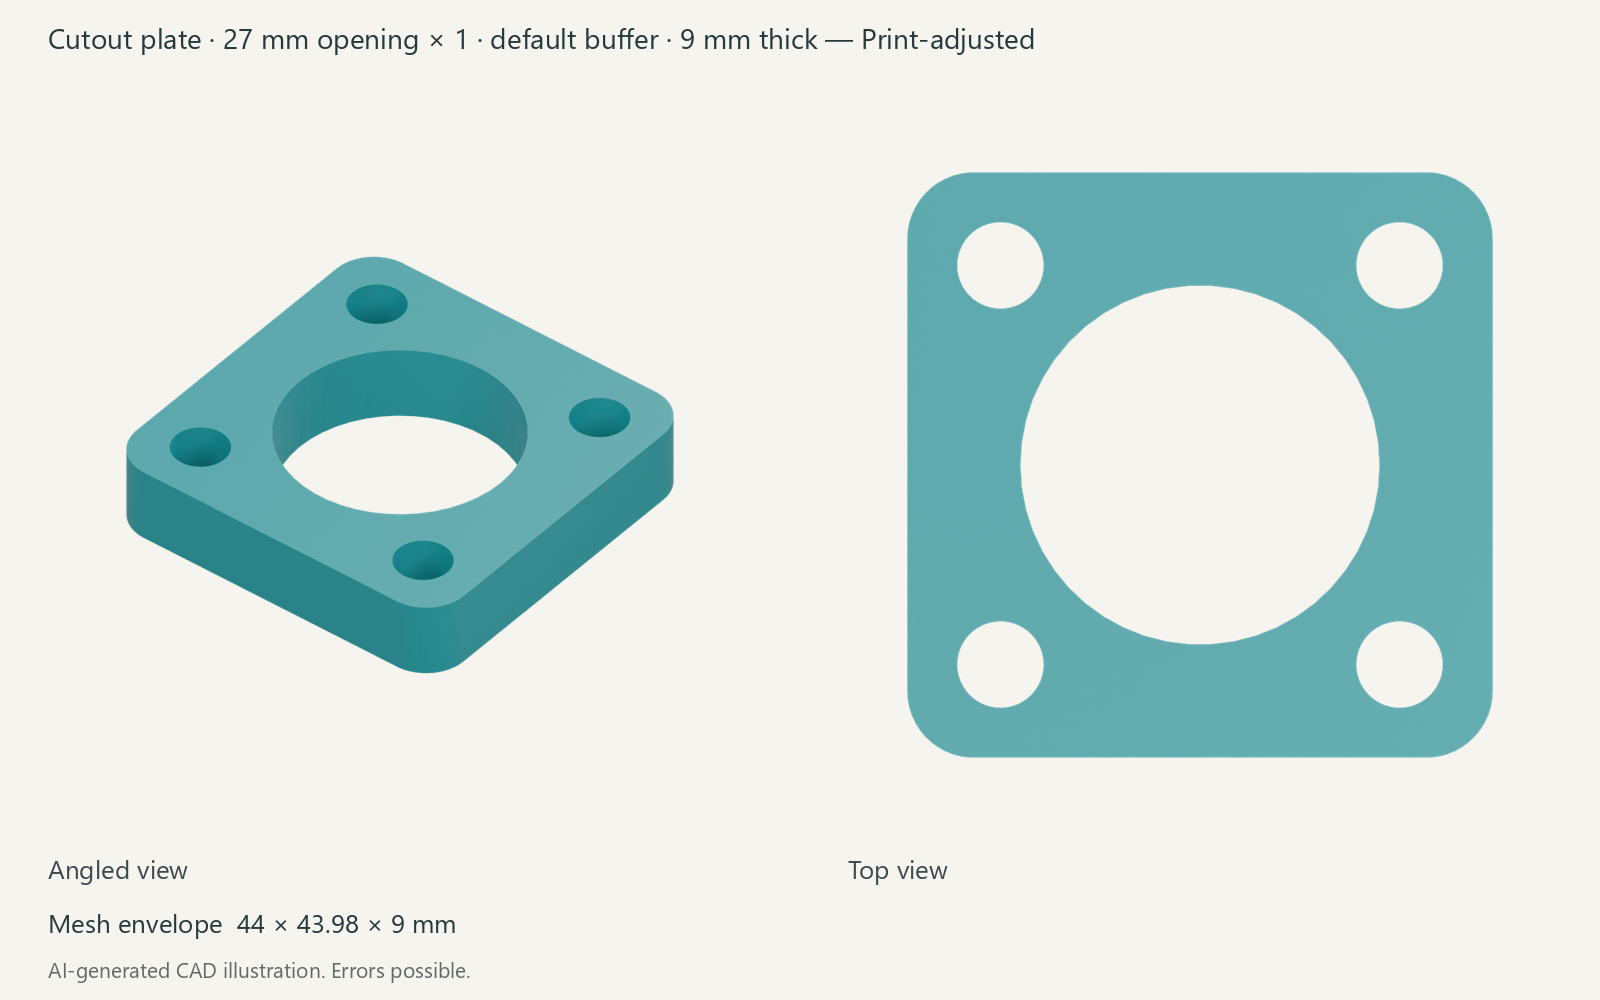 Cutout plate · 27 mm opening × 1 · default buffer · 9 mm thick — Print-adjusted
Angled view
Top view
Mesh envelope  44 × 43.98 × 9 mm
AI-generated CAD illustration. Errors possible.